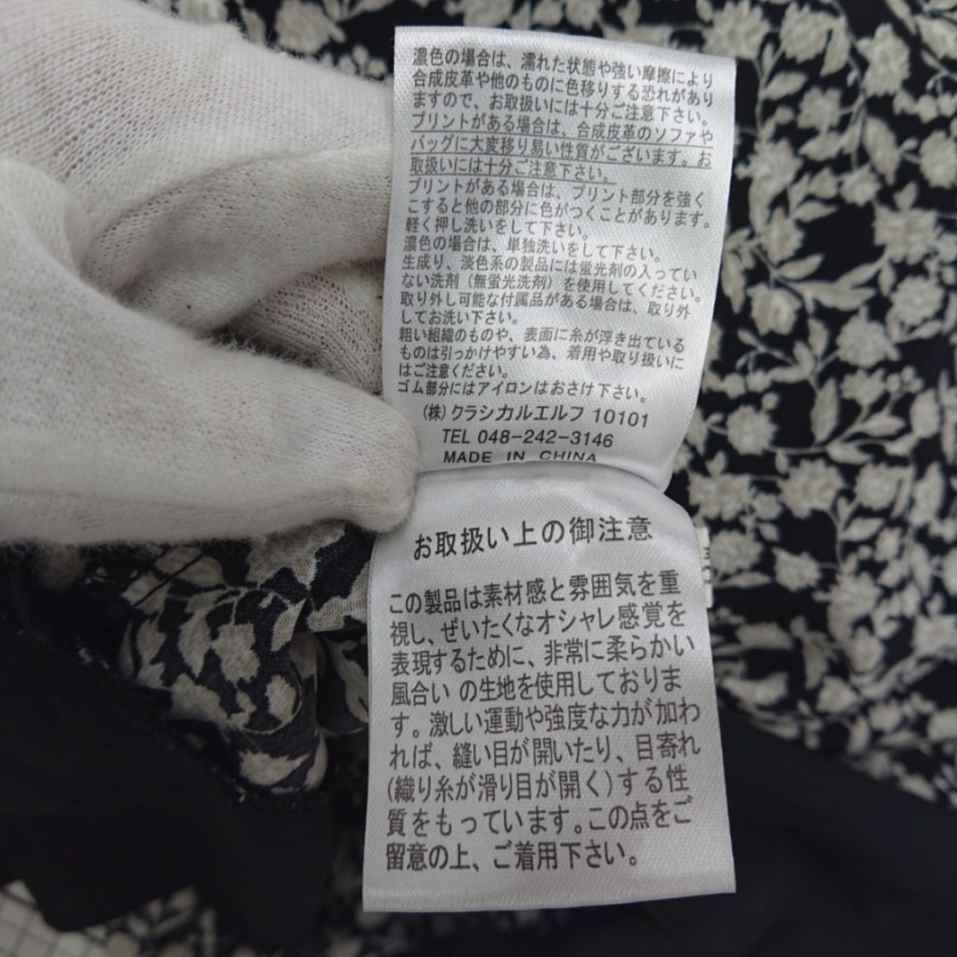 濃色の場合は、濡れた状態や強い摩擦により
合成皮革や他のものに色移りする恐れがあり
ますので、お取扱いには十分ご注意下さい。
プリントがある場合は、合成皮革のソファや
バッグに大変移り易い性質がございます。お
取扱いには十分ご注意下さい。
プリントがある場合は、プリント部分を強く
こすると他の部分に色がつくことがあります。
軽く押し洗いをして下さい。
濃色の場合は、単独洗いをして下さい。
生成り、淡色系の製品には蛍光剤の入ってい
ない洗剤（無蛍光洗剤）を使用してください。
取り外し可能な付属品がある場合は、取り外
してお洗い下さい。
粗い組織のものや、表面に糸が浮き出ている
ものは引っかけやすい為、着用や取り扱いに
はご注意ください。
ゴム部分にはアイロンはおさけ下さい。
（株）クラシカルエルフ 10101
TEL 048-242-3146
MADE IN CHINA
お取扱い上の御注意
この製品は素材感と雰囲気を重
視し、ぜいたくなオシャレ感覚を
表現するために、非常に柔らかい
風合い の生地を使用しておりま
す。激しい運動や強度な力が加わ
れば、縫い目が開いたり、目寄れ
(織り糸が滑り目が開く)する性
質をもっています。この点をご
留意の上、ご着用下さい。